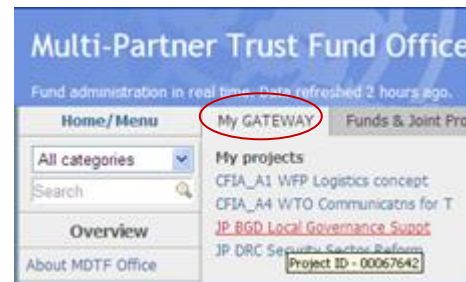 Multi-Partner Trust Fund Office
Fund administration in real time. Data refreshed 2 hours ago.
Home/Menu
My GATEWAY
Funds & Joint Pro
All categories
Search
Overview
About MDTF Office
My projects
CFIA_A1 WFP Logistics concept
CFIA_A4 WTO Communicatns for T
JP BGD Local Governance Suppt
JP DRC Security Sector Reform
Project ID - 00067642